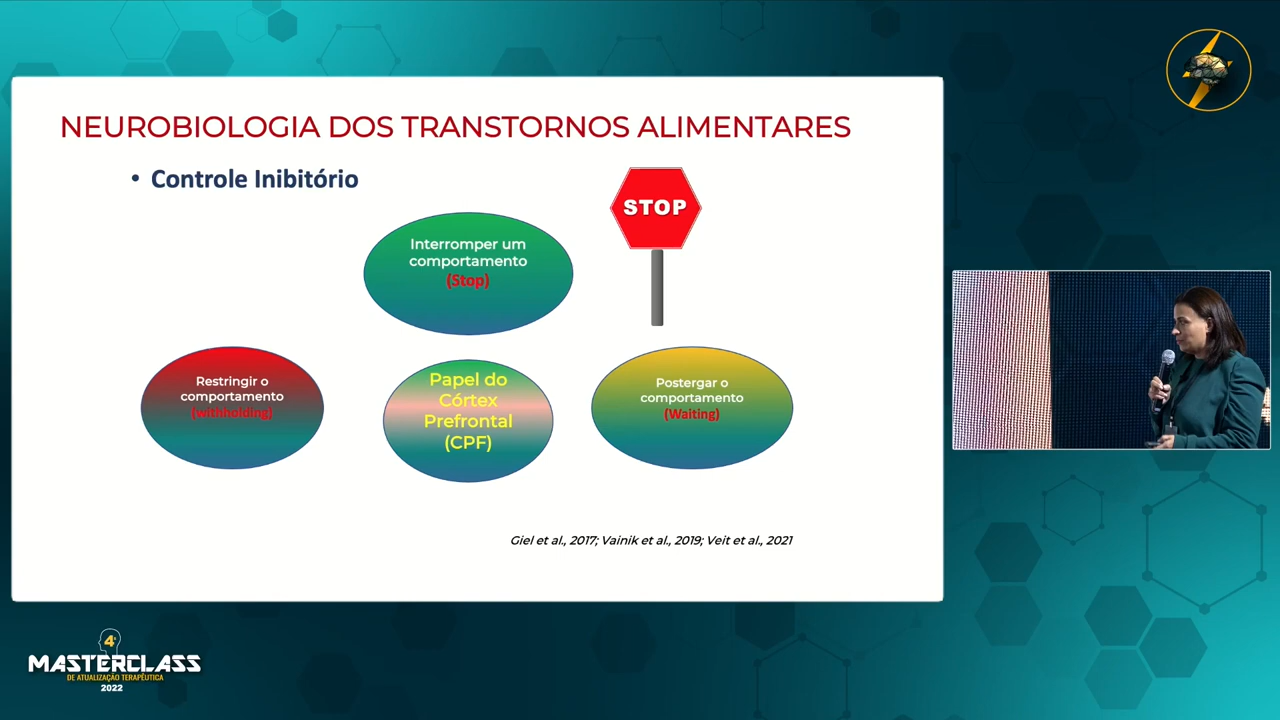 NEUROBIOLOGIA DOS TRANSTORNOS ALIMENTARES
• Controle Inibitório
STOP
Interromper um
comportamento
(Stop)
Restringir o
comportamento
(withholding)
Papel do
Córtex
Prefrontal
(CPF)
Postergar o
comportamento
(Waiting)
Giel et al., 2017; Vainik et al., 2019; Veit et al., 2021
4ª
MASTERCLASS
DE ATUALIZAÇÃO TERAPÊUTICA
2022